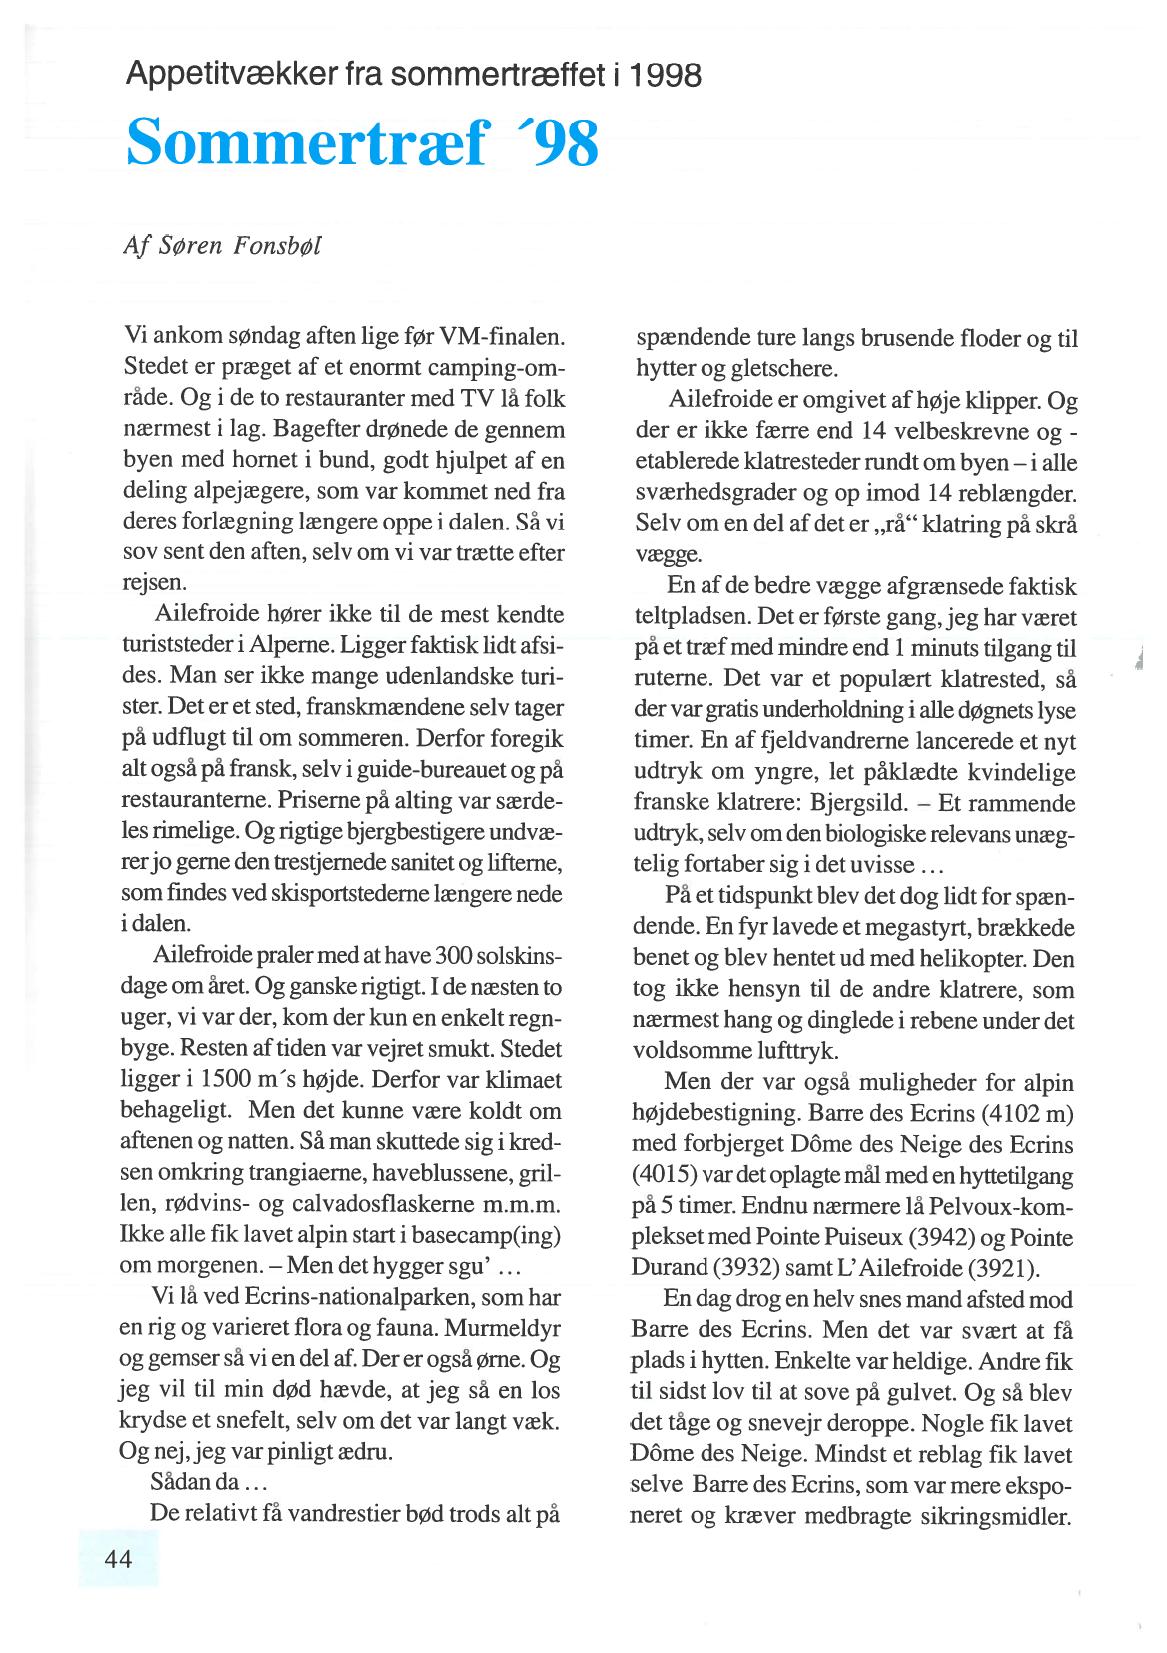 Appetitvækker fra sommertræffet i 1998
Sommertræf ´98
Af Søren Fonsbøl
Vi ankom søndag aften lige før VM-finalen.
Stedet er præget af et enormt camping-om-
råde. Og i de to restauranter med TV lå folk
nærmest i lag. Bagefter drønede de gennem
byen med hornet i bund, godt hjulpet af en
deling alpejægere, som var kommet ned fra
deres forlægning længere oppe i dalen. Så vi
sov sent den aften, selv om vi var trætte efter
rejsen.
Ailefroide hører ikke til de mest kendte
turiststeder i Alperne. Ligger faktisk lidt afsi-
des. Man ser ikke mange udenlandske turi-
ster. Det er et sted, franskmændene selv tager
på udflugt til om sommeren. Derfor foregik
alt også på fransk, selv i guide-bureauet og på
restauranterne. Priserne på alting var særde-
les rimelige. Og rigtige bjergbestigere undvæ-
rer jo gerne den trestjernede sanitet og lifterne,
som findes ved skisportstederne længere nede
i dalen.
Ailefroide praler med at have 300 solskins-
dage om året. Og ganske rigtigt. I de næsten to
uger, vi var der, kom der kun en enkelt regn-
byge. Resten af tiden var vejret smukt. Stedet
ligger i 1500 m´s højde. Derfor var klimaet
behageligt. Men det kunne være koldt om
aftenen og natten. Så man skuttede sig i kred-
sen omkring trangiaerne, haveblussene, gril-
len, rødvins- og calvadosflaskerne m.m.m.
Ikke alle fik lavet alpin start i basecamp(ing)
om morgenen. – Men det hygger sgu' ...
Vi lå ved Ecrins-nationalparken, som har
en rig og varieret flora og fauna. Murmeldyr
og gemser så vi en del af. Der er også ørne. Og
jeg vil til min død hævde, at jeg så en los
krydse et snefelt, selv om det var langt væk.
Og nej, jeg var pinligt ædru.
Sådan da ...
De relativt få vandrestier bød trods alt på
spændende ture langs brusende floder og til
hytter og gletschere.
Ailefroide er omgivet af høje klipper. Og
der er ikke færre end 14 velbeskrevne og -
etablerede klatresteder rundt om byen – i alle
sværhedsgrader og op imod 14 reblængder.
Selv om en del af det er „rå“ klatring på skrå
vægge.
En af de bedre vægge afgrænsede faktisk
teltpladsen. Det er første gang, jeg har været
på et træf med mindre end 1 minuts tilgang til
ruterne. Det var et populært klatrested, så
der var gratis underholdning i alle døgnets lyse
timer. En af fjeldvandrerne lancerede et nyt
udtryk om yngre, let påklædte kvindelige
franske klatrere: Bjergsild. – Et rammende
udtryk, selv om den biologiske relevans unæg-
telig fortaber sig i det uvisse ...
På et tidspunkt blev det dog lidt for spæn-
dende. En fyr lavede et megastyrt, brækkede
benet og blev hentet ud med helikopter. Den
tog ikke hensyn til de andre klatrere, som
nærmest hang og dinglede i rebene under det
voldsomme lufttryk.
Men der var også muligheder for alpin
højdebestigning. Barre des Ecrins (4102 m)
med forbjerget Dôme des Neige des Ecrins
(4015) var det oplagte mål med en hyttetilgang
på 5 timer. Endnu nærmere lå Pelvoux-kom-
plekset med Pointe Puiseux (3942) og Pointe
Durand (3932) samt L'Ailefroide (3921).
En dag drog en helv snes mand afsted mod
Barre des Ecrins. Men det var svært at få
plads i hytten. Enkelte var heldige. Andre fik
til sidst lov til at sove på gulvet. Og så blev
det tåge og snevejr deroppe. Nogle fik lavet
Dôme des Neige. Mindst et reblag fik lavet
selve Barre des Ecrins, som var mere ekspo-
neret og kræver medbragte sikringsmidler.
44